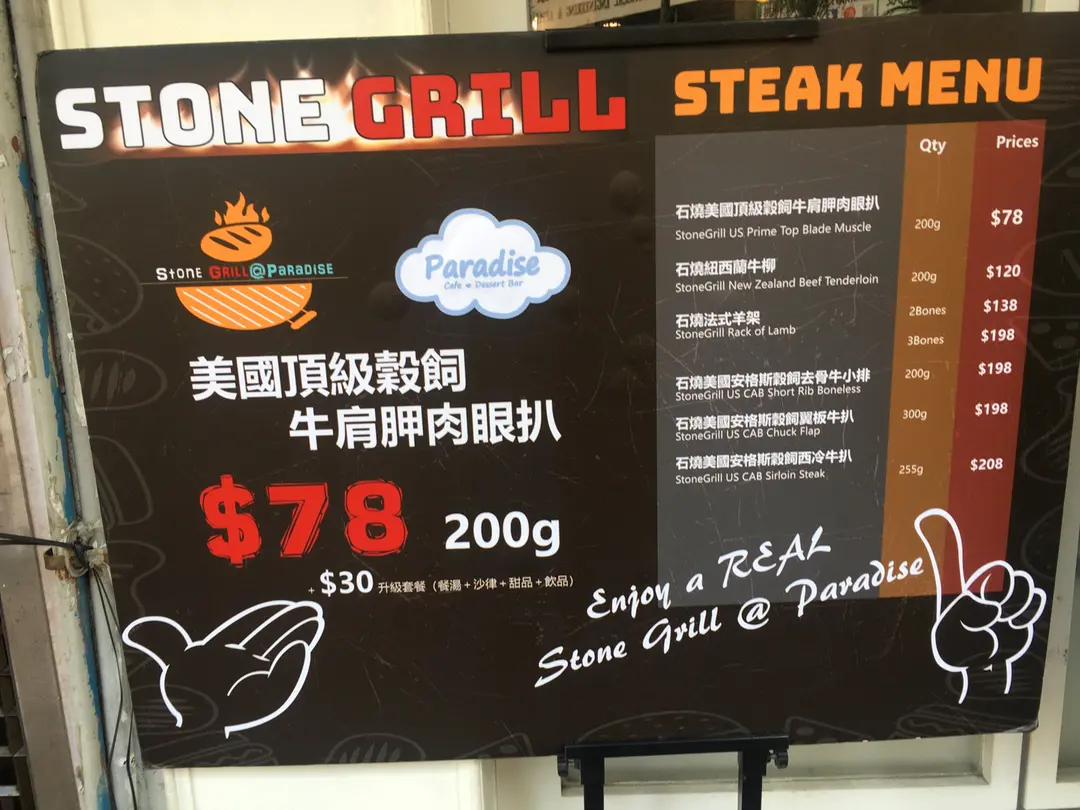 STONE GRILL
STONE GRILL@PARADISE
Paradise
Cafe & Dessert Bar
美國頂級穀飼
牛肩胛肉眼扒
$78 200g
+ $30 升級套餐（餐湯+沙律+甜品+飲品）
STEAK MENU
Qty Prices
石燒美國頂級穀飼牛肩胛肉眼扒
StoneGrill US Prime Top Blade Muscle 200g $78
石燒紐西蘭牛柳
StoneGrill New Zealand Beef Tenderloin 200g $120
石燒法式羊架
StoneGrill Rack of Lamb 2Bones $138
3Bones $198
石燒美國安格斯穀飼去骨牛小排
StoneGrill US CAB Short Rib Boneless 200g $198
石燒美國安格斯穀飼翼板牛扒
StoneGrill US CAB Chuck Flap 300g $198
石燒美國安格斯穀飼西冷牛扒
StoneGrill US CAB Sirloin Steak 255g $208
Enjoy a REAL
Stone Grill @ Paradise